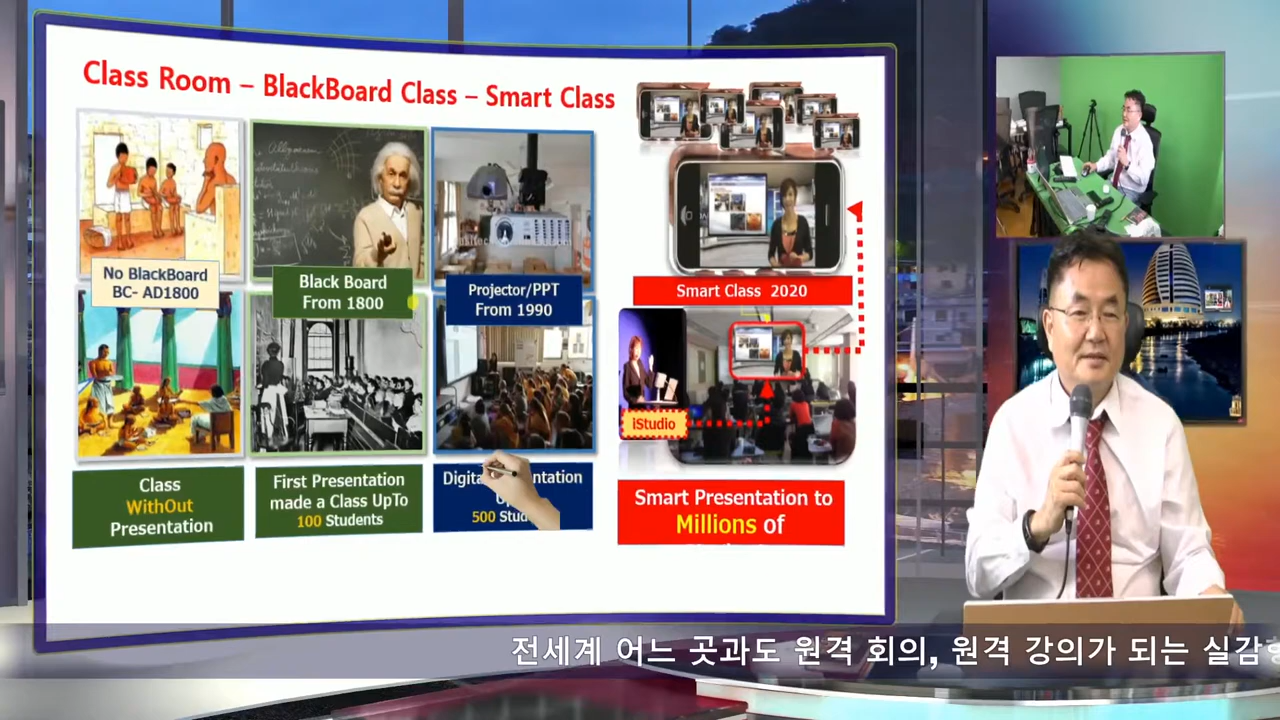 Class Room – BlackBoard Class – Smart Class
No BlackBoard
BC- AD1800
Black Board
From 1800
Projector/PPT
From 1990
Smart Class 2020
iStudio
Class
WithOut
Presentation
First Presentation
made a Class UpTo
100 Students
500
Smart Presentation to
Millions of
전세계 어느 곳과도 원격 회의, 원격 강의가 되는 실감